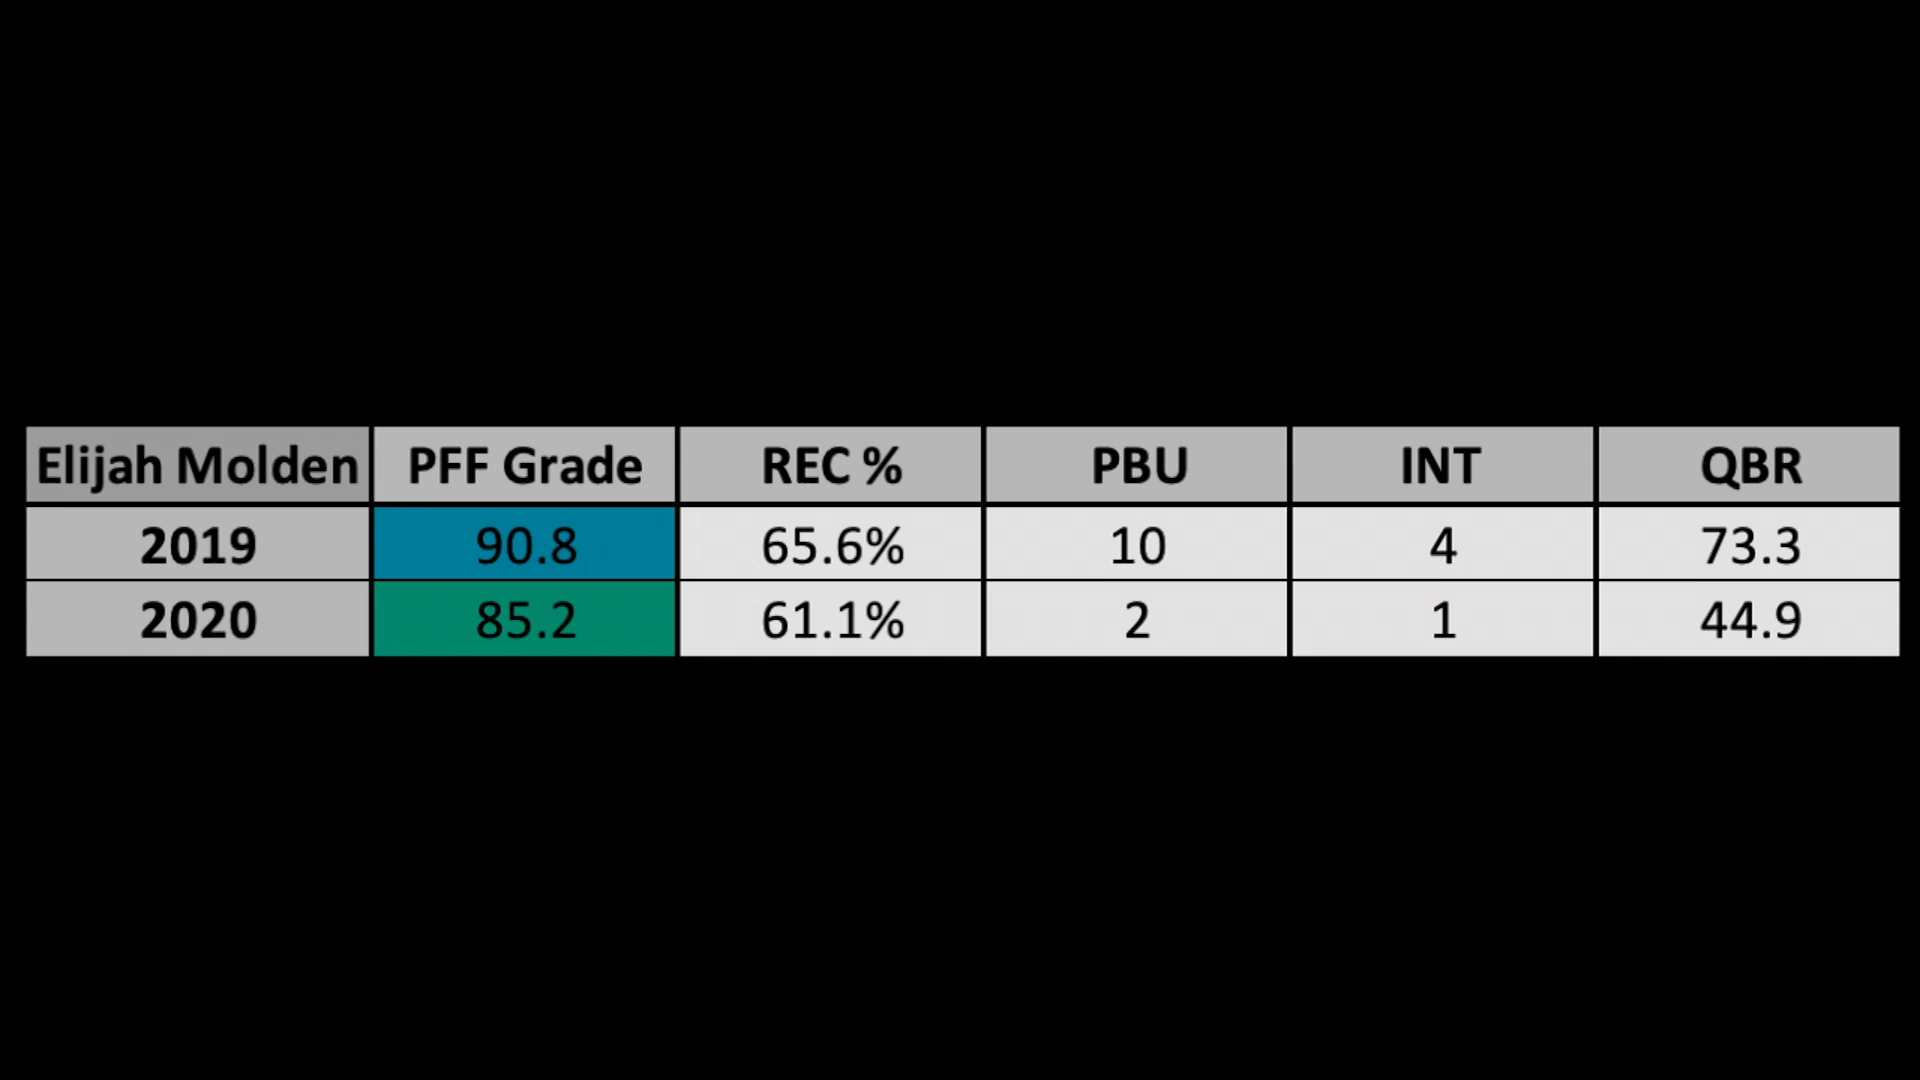 Elijah Molden PFF Grade REC % PBU INT QBR
2019 90.8 65.6% 10 4 73.3
2020 85.2 61.1% 2 1 44.9